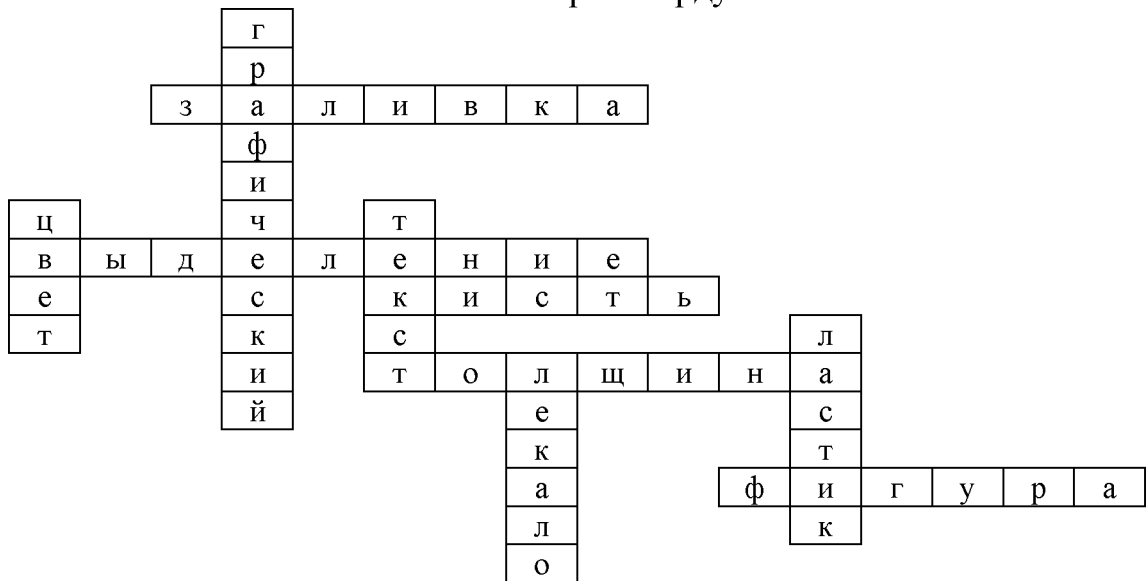 г
р
з а л и в к а
ф
и
ц ч т
в ы д е л е н и е
е с к и с т ь
т к с л
и т о л щ и н а
й е с
к т
а ф и г у р а
л к
о